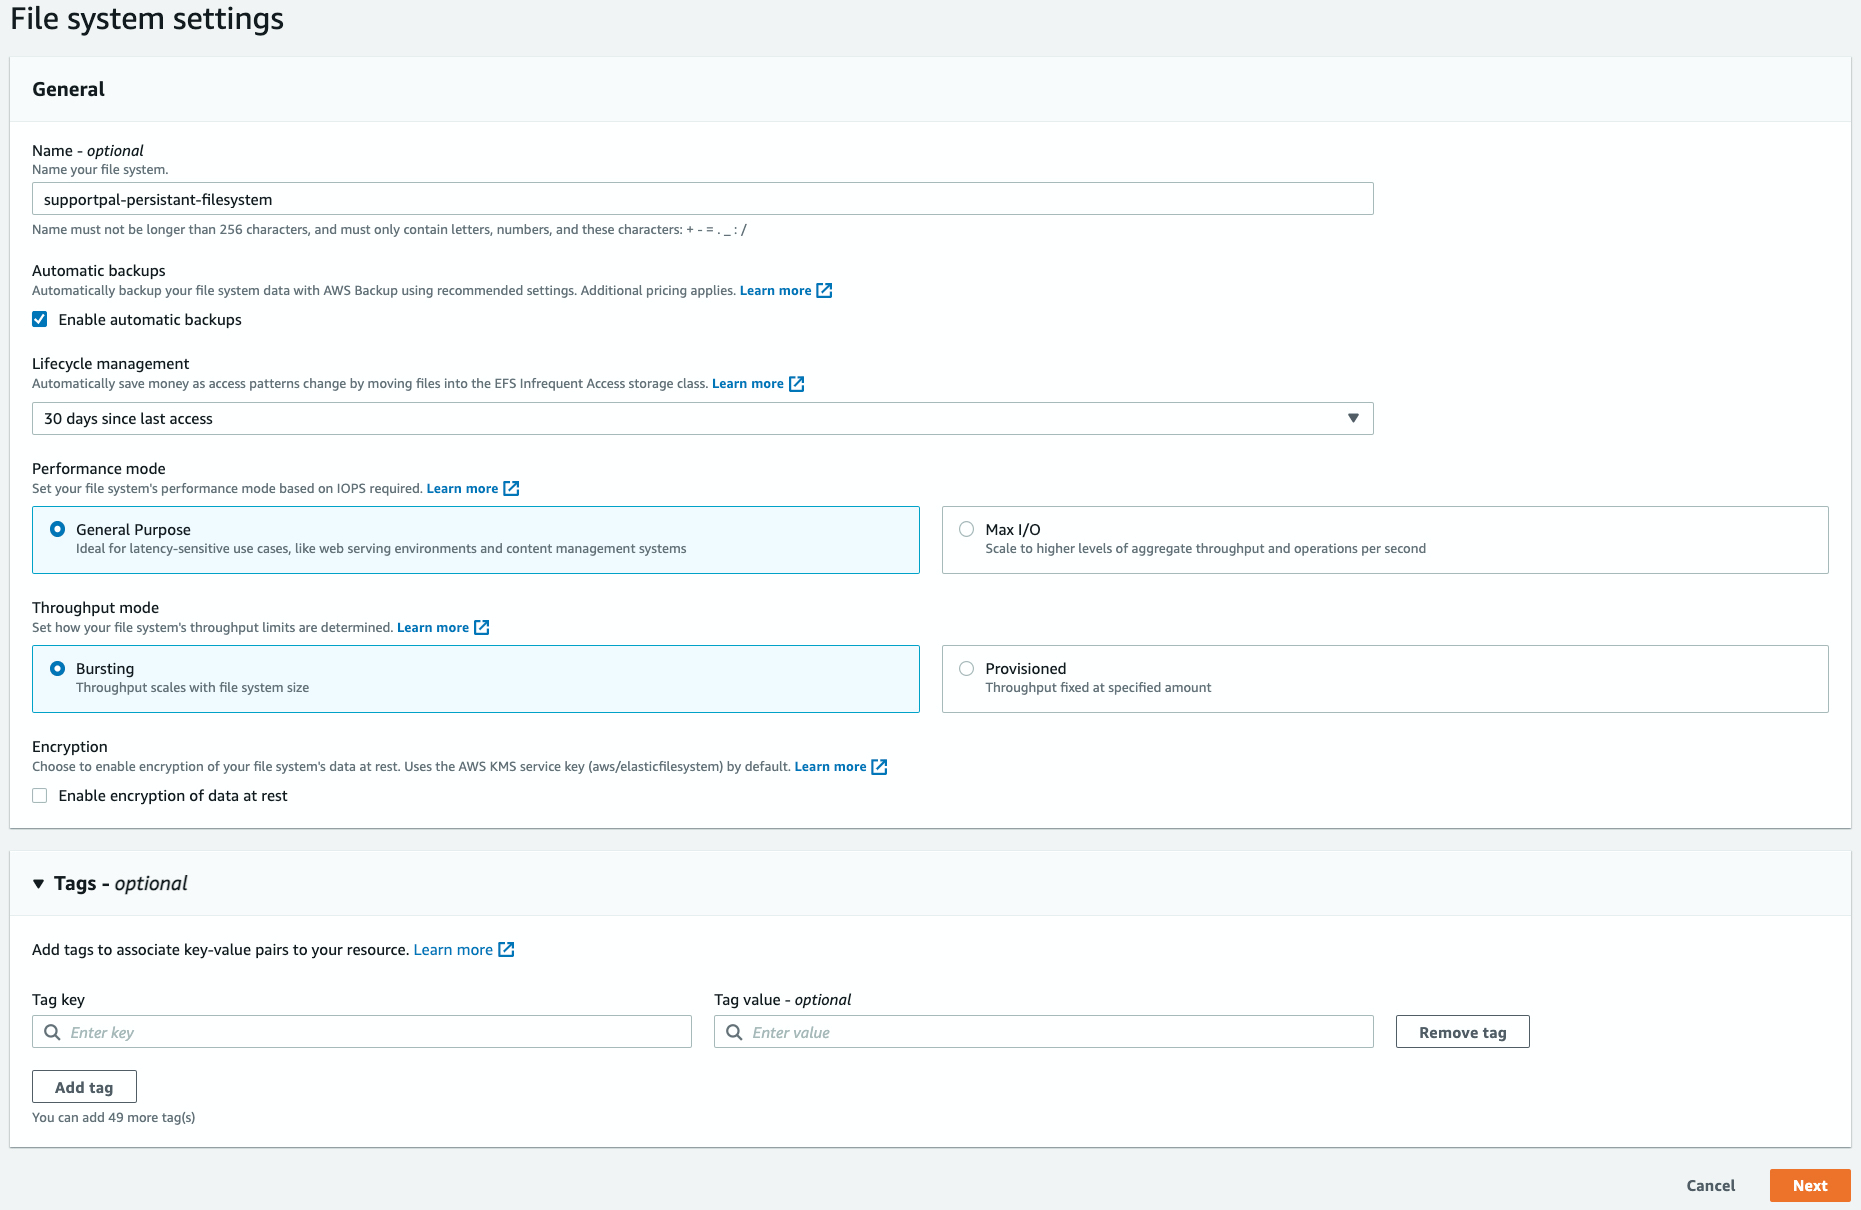 File system settings
General
Name - optional
Name your file system.
supportpal-persistant-filesystem
Name must not be longer than 256 characters, and must only contain letters, numbers, and these characters: + - = . _ : /
Automatic backups
Automatically backup your file system data with AWS Backup using recommended settings. Additional pricing applies. Learn more
Enable automatic backups
Lifecycle management
Automatically save money as access patterns change by moving files into the EFS Infrequent Access storage class. Learn more
30 days since last access
Performance mode
Set your file system's performance mode based on IOPS required. Learn more
General Purpose
Ideal for latency-sensitive use cases, like web serving environments and content management systems
Max I/O
Scale to higher levels of aggregate throughput and operations per second
Throughput mode
Set how your file system's throughput limits are determined. Learn more
Bursting
Throughput scales with file system size
Provisioned
Throughput fixed at specified amount
Encryption
Choose to enable encryption of your file system's data at rest. Uses the AWS KMS service key (aws/elasticfilesystem) by default. Learn more
Enable encryption of data at rest
Tags - optional
Add tags to associate key-value pairs to your resource. Learn more
Tag key
Tag value - optional
Enter key
Enter value
Remove tag
Add tag
You can add 49 more tag(s)
Cancel
Next